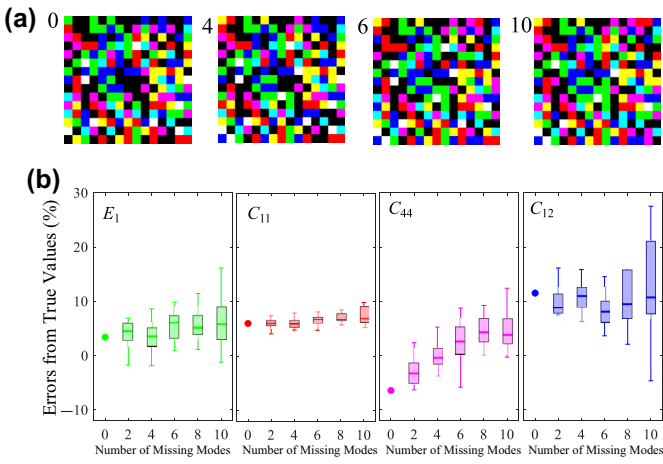 (a) 0 4 6 10
(b)
Errors from True Values (%)
30
20
10
0
−10
E1 C11 C44 C12
0 2 4 6 8 10 0 2 4 6 8 10 0 2 4 6 8 10 0 2 4 6 8 10
Number of Missing Modes Number of Missing Modes Number of Missing Modes Number of Missing Modes